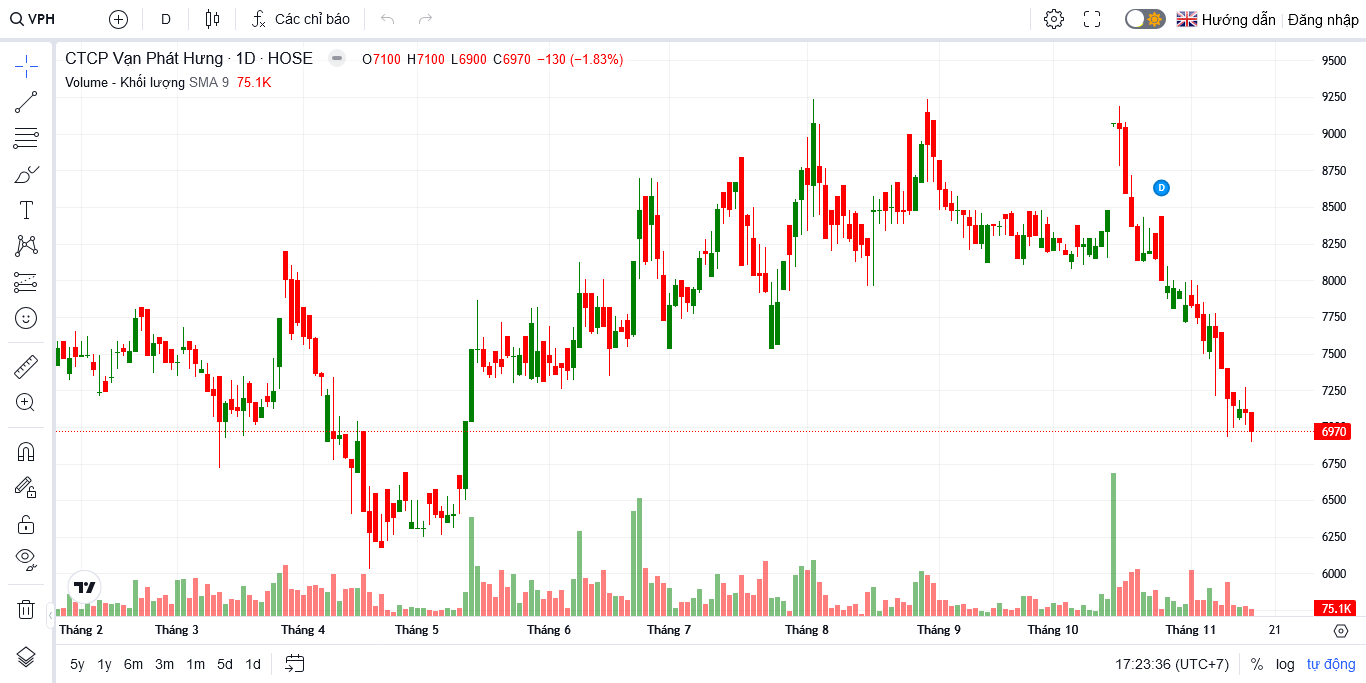 VPH D Các chỉ báo Hướng dẫn Đăng nhập
CTCP Vạn Phát Hưng · 1D · HOSE O7100 H7100 L6900 C6970 −130 (−1.83%)
Volume - Khối lượng SMA 9 75.1K
9500
9250
9000
8750
D
8500
8250
8000
7750
7500
7250
6970
6750
6500
6250
6000
75.1K
Tháng 2 Tháng 3 Tháng 4 Tháng 5 Tháng 6 Tháng 7 Tháng 8 Tháng 9 Tháng 10 Tháng 11 21
5y 1y 6m 3m 1m 5d 1d 17:23:36 (UTC+7) % log tự động